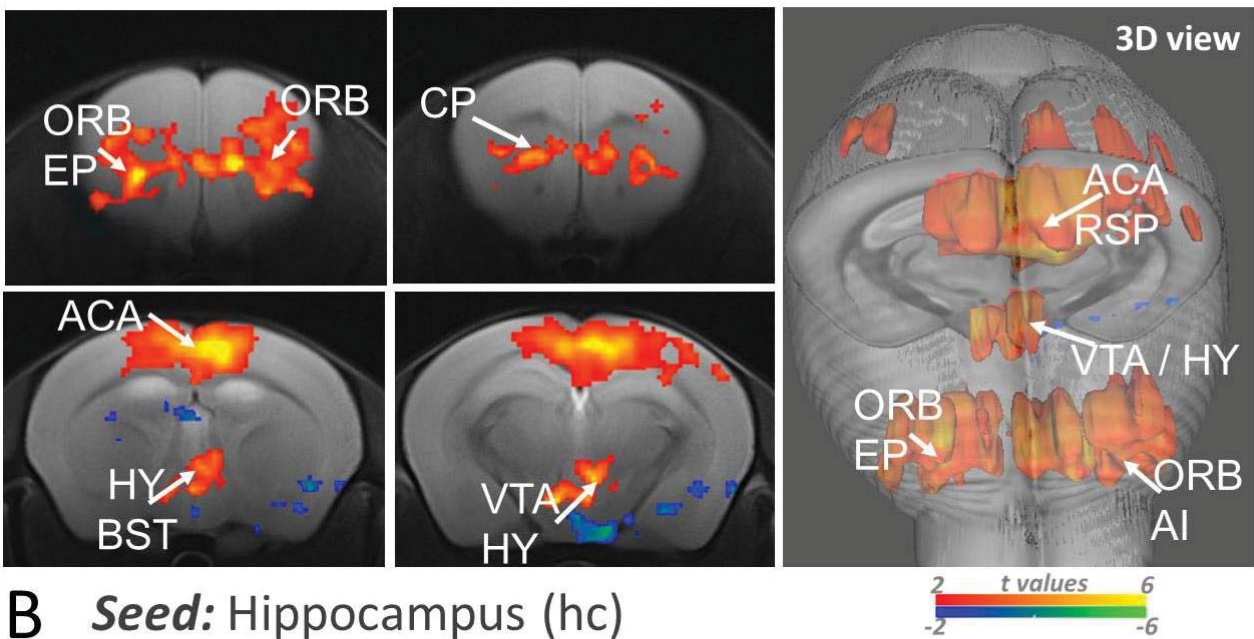 ORB
EP
ORB
CP
3D view
ACA
RSP
VTA / HY
ORB
EP
ORB
AI
ACA
HY
BST
VTA
HY
2 t values 6
-2 -6
B Seed: Hippocampus (hc)